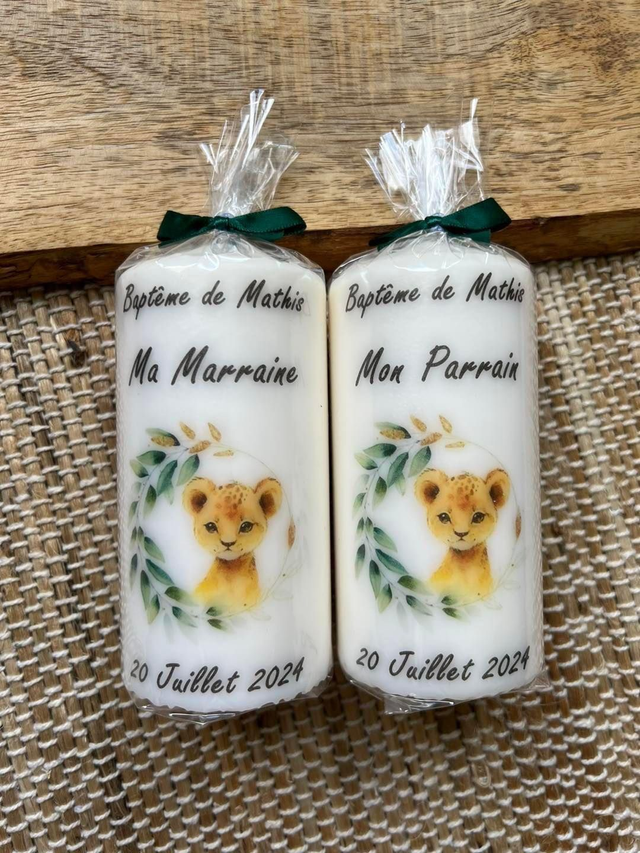 Baptême de Mathis
Ma Marraine
20 Juillet 2024
Baptême de Mathis
Mon Parrain
20 Juillet 2024